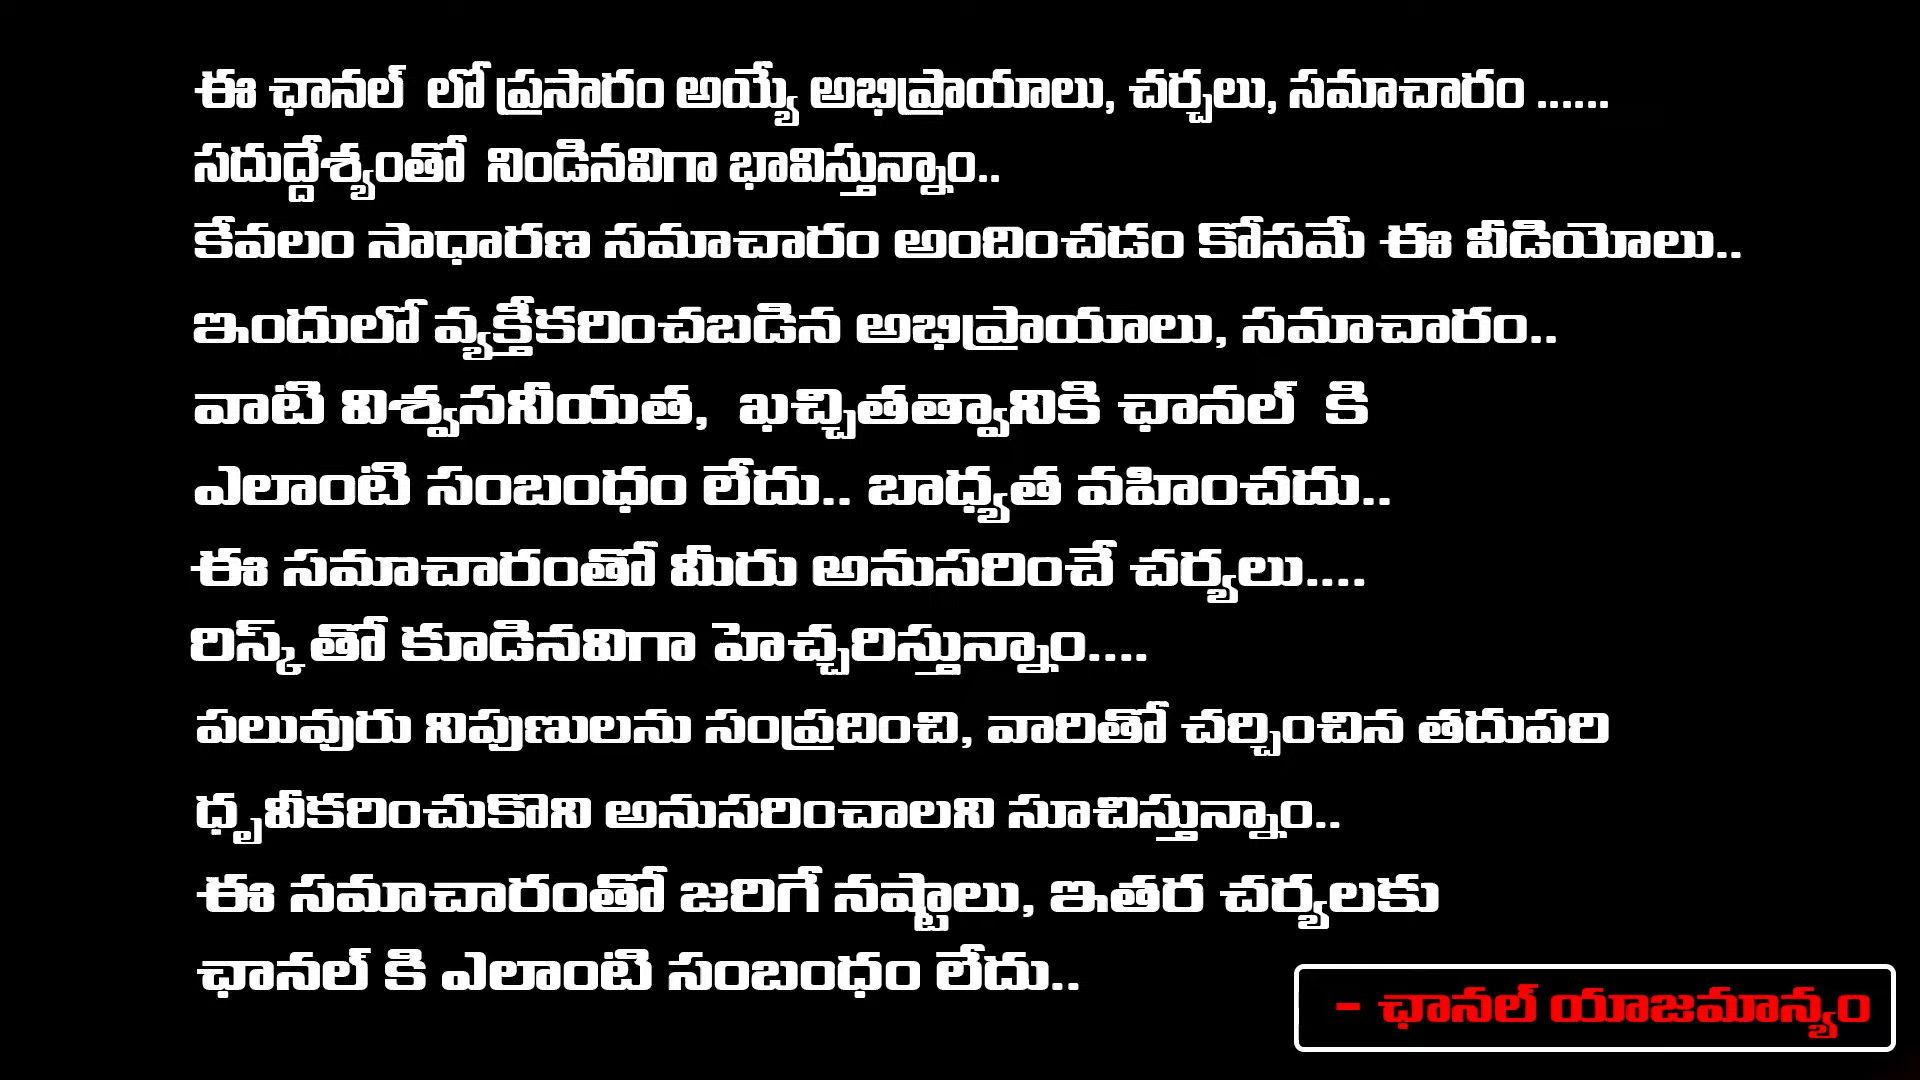 ఈ ఛానల్ లో ప్రసారం అయ్యే అభిప్రాయాలు, చర్చలు, సమాచారం ......
సదుద్దేశ్యంతో నిండినవిగా భావిస్తున్నాం..
కేవలం సాధారణ సమాచారం అందించడం కోసమే ఈ వీడియోలు..
ఇందులో వ్యక్తీకరించబడిన అభిప్రాయాలు, సమాచారం..
వాటి విశ్వసనీయత, ఖచ్చితత్వానికి ఛానల్ కి
ఎలాంటి సంబంధం లేదు.. బాధ్యత వహించదు..
ఈ సమాచారంతో మీరు అనుసరించే చర్యలు....
రిస్క్ తో కూడినవిగా హెచ్చరిస్తున్నాం....
పలువురు నిపుణులను సంప్రదించి, వారితో చర్చించిన తదుపరి
ధృవీకరించుకొని అనుసరించాలని సూచిస్తున్నాం..
ఈ సమాచారంతో జరిగే నష్టాలు, ఇతర చర్యలకు
ఛానల్ కి ఎలాంటి సంబంధం లేదు..
- ఛానల్ యాజమాన్యం